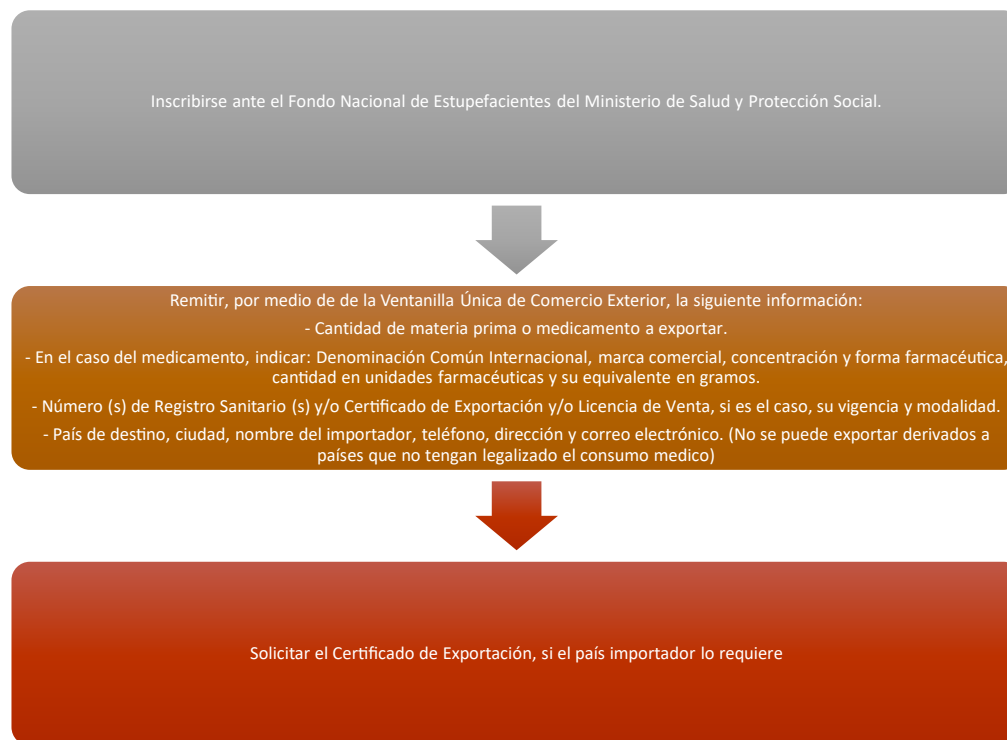 Inscribirse ante el Fondo Nacional de Estupefacientes del Ministerio de Salud y Protección Social.
Remitir, por medio de de la Ventanilla Única de Comercio Exterior, la siguiente información:
- Cantidad de materia prima o medicamento a exportar.
- En el caso del medicamento, indicar: Denominación Común Internacional, marca comercial, concentración y forma farmacéutica,
cantidad en unidades farmacéuticas y su equivalente en gramos.
- Número (s) de Registro Sanitario (s) y/o Certificado de Exportación y/o Licencia de Venta, si es el caso, su vigencia y modalidad.
- País de destino, ciudad, nombre del importador, teléfono, dirección y correo electrónico. (No se puede exportar derivados a
países que no tengan legalizado el consumo medico)
Solicitar el Certificado de Exportación, si el país importador lo requiere